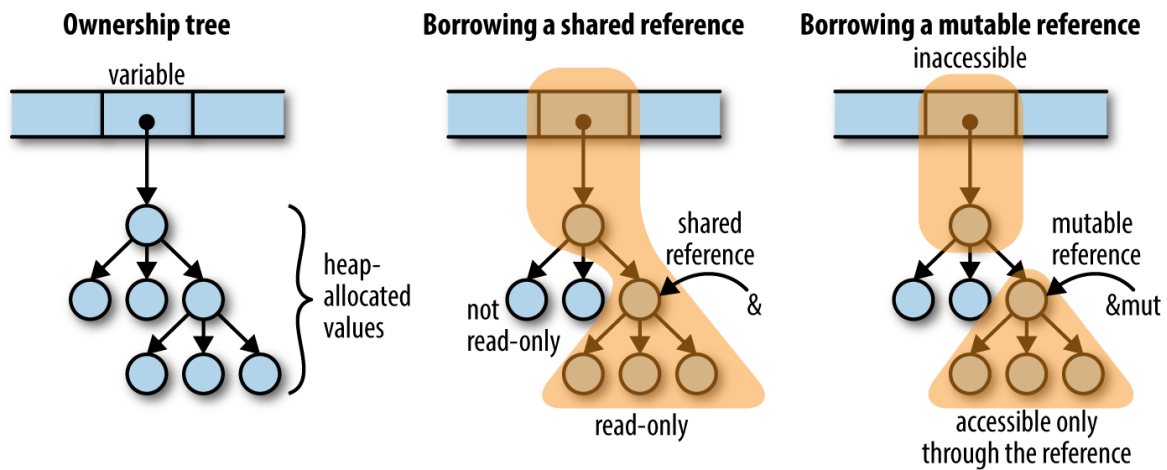 Ownership tree
variable
heap-
allocated
values
Borrowing a shared reference
shared
reference
&
not
read-only
read-only
Borrowing a mutable reference
inaccessible
mutable
reference
&mut
accessible only
through the reference